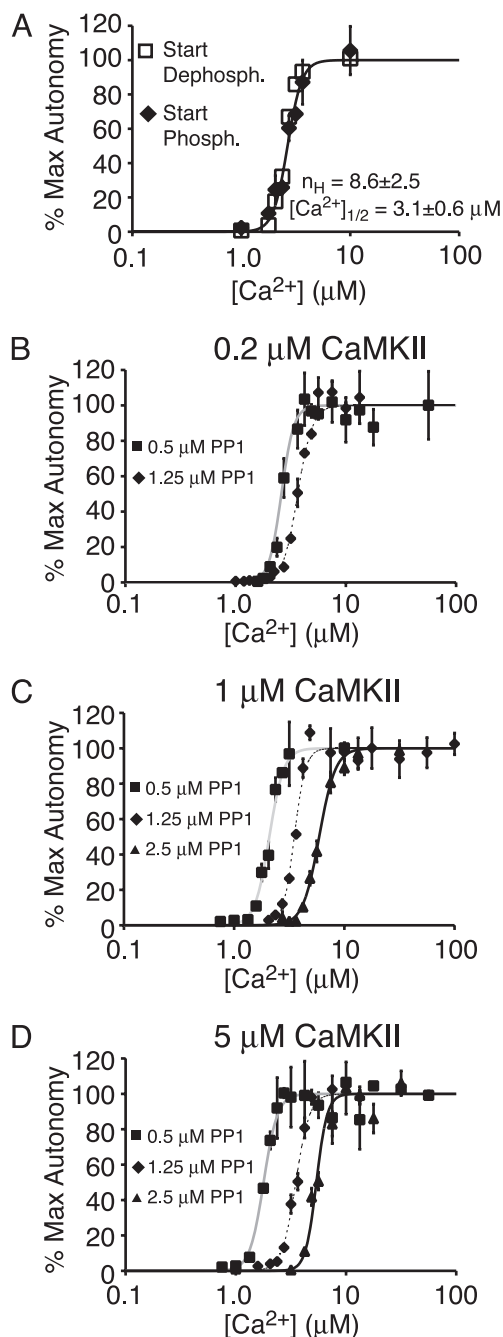 A
% Max Autonomy
120
100
80
60
40
20
0
Start
Dephosph.
Start
Phosph.
nH = 8.6±2.5
[Ca2+]1/2 = 3.1±0.6 μM
0.1
1.0
10
100
[Ca2+] (μM)
B
0.2 μM CaMKII
% Max Autonomy
120
100
80
60
40
20
0
0.5 μM PP1
1.25 μM PP1
0.1
1.0
10
100
[Ca2+] (μM)
C
1 μM CaMKII
% Max Autonomy
120
100
80
60
40
20
0
0.5 μM PP1
1.25 μM PP1
2.5 μM PP1
0.1
1.0
10
100
[Ca2+] (μM)
D
5 μM CaMKII
% Max Autonomy
120
100
80
60
40
20
0
0.5 μM PP1
1.25 μM PP1
2.5 μM PP1
0.1
1.0
10
100
[Ca2+] (μM)